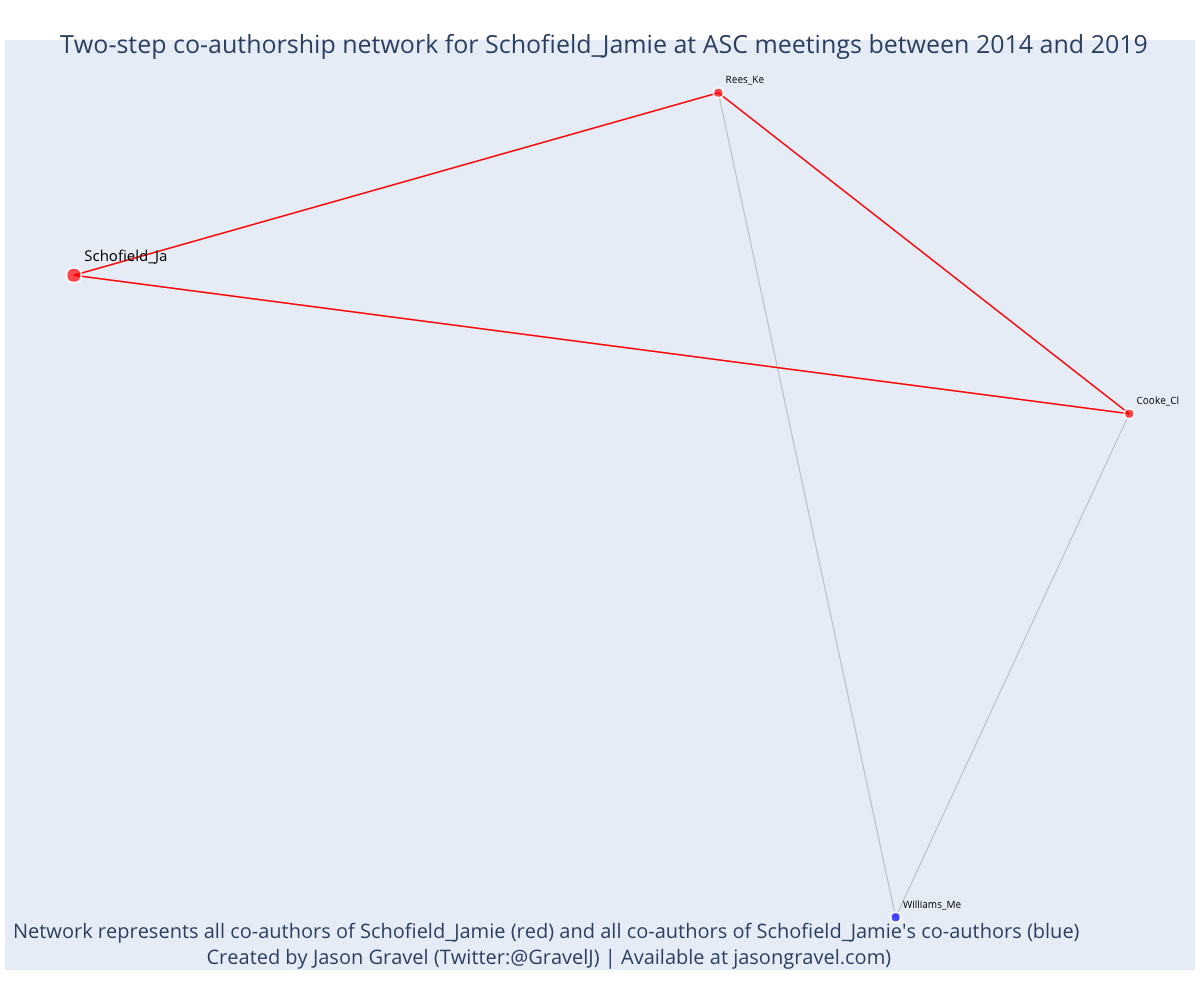 Two-step co-authorship network for Schofield_Jamie at ASC meetings between 2014 and 2019
Rees_Ke
Schofield_Ja
Cooke_Cl
Williams_Me
Network represents all co-authors of Schofield_Jamie (red) and all co-authors of Schofield_Jamie's co-authors (blue)
Created by Jason Gravel (Twitter:@GravelJ) | Available at jasongravel.com)